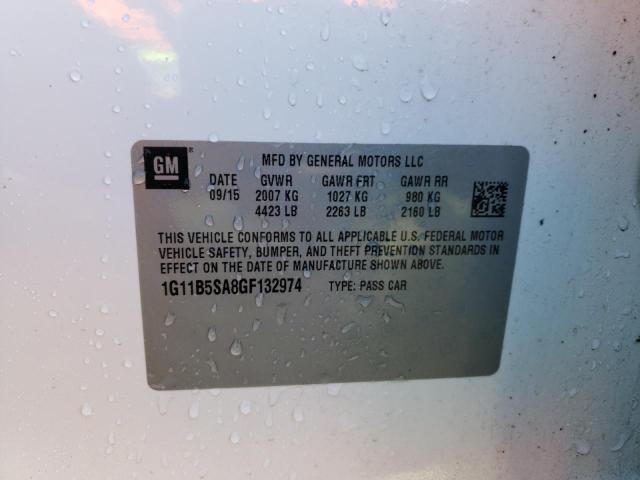 GM ®
MFD BY GENERAL MOTORS LLC
DATE GVWR GAWR FRT GAWR RR
09/15 2007 KG 1027 KG 980 KG
4423 LB 2263 LB 2160 LB
THIS VEHICLE CONFORMS TO ALL APPLICABLE U.S. FEDERAL MOTOR
VEHICLE SAFETY, BUMPER, AND THEFT PREVENTION STANDARDS IN
EFFECT ON THE DATE OF MANUFACTURE SHOWN ABOVE.
1G11B5SA8GF132974 TYPE: PASS CAR